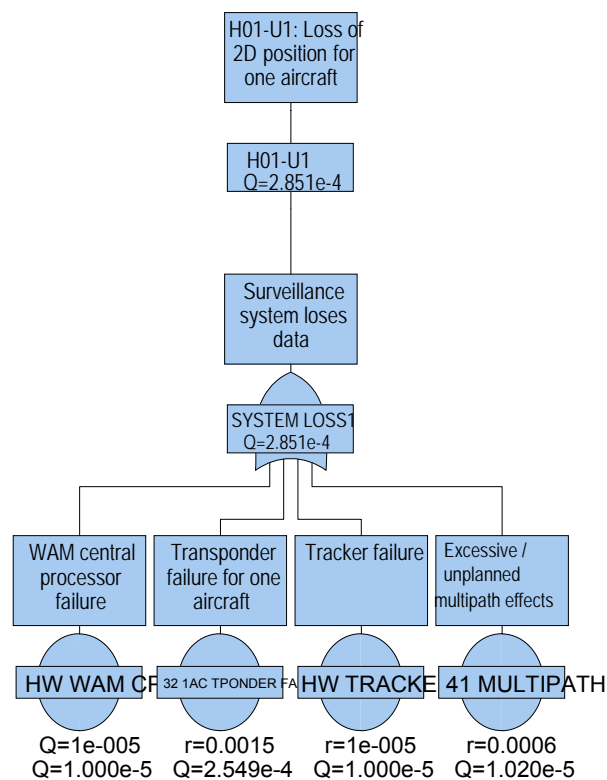 H01-U1: Loss of
2D position for
one aircraft
H01-U1
Q=2.851e-4
Surveillance
system loses
data
SYSTEM LOSS1
Q=2.851e-4
WAM central
processor
failure
Transponder
failure for one
aircraft
Tracker failure
Excessive /
unplanned
multipath effects
HW WAM CP
32 1AC TPONDER FA
HW TRACKE
41 MULTIPATH
Q=1e-005
Q=1.000e-5
r=0.0015
Q=2.549e-4
r=1e-005
Q=1.000e-5
r=0.0006
Q=1.020e-5